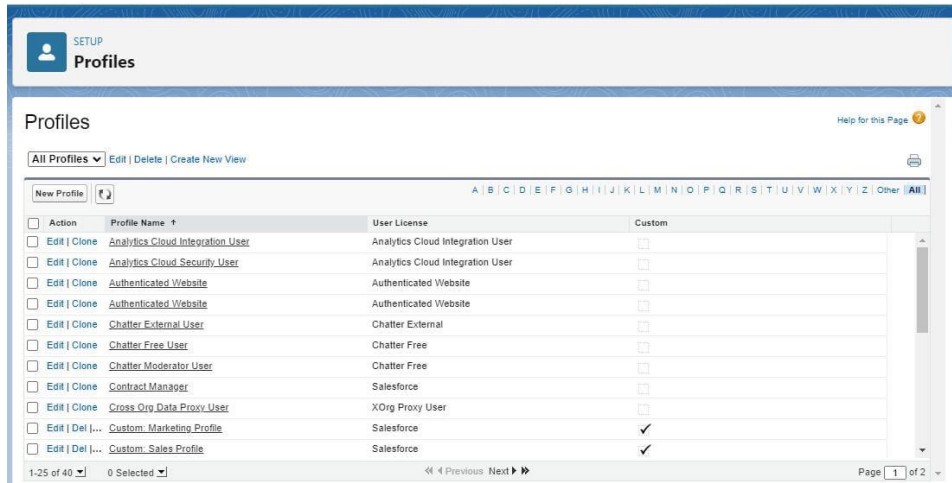 SETUP
Profiles
Profiles
Help for this Page
All Profiles Edit | Delete | Create New View
New Profile A | B | C | D | E | F | G | H | I | J | K | L | M | N | O | P | Q | R | S | T | U | V | W | X | Y | Z | Other | All
Action Profile Name User License Custom
Edit | Clone Analytics Cloud Integration User Analytics Cloud Integration User
Edit | Clone Analytics Cloud Security User Analytics Cloud Integration User
Edit | Clone Authenticated Website Authenticated Website
Edit | Clone Authenticated Website Authenticated Website
Edit | Clone Chatter External User Chatter External
Edit | Clone Chatter Free User Chatter Free
Edit | Clone Chatter Moderator User Chatter Free
Edit | Clone Contract Manager Salesforce
Edit | Clone Cross Org Data Proxy User XOrg Proxy User
Edit | Del |... Custom: Marketing Profile Salesforce
Edit | Del |... Custom: Sales Profile Salesforce
1-25 of 40 0 Selected Previous Next Page 1 of 2